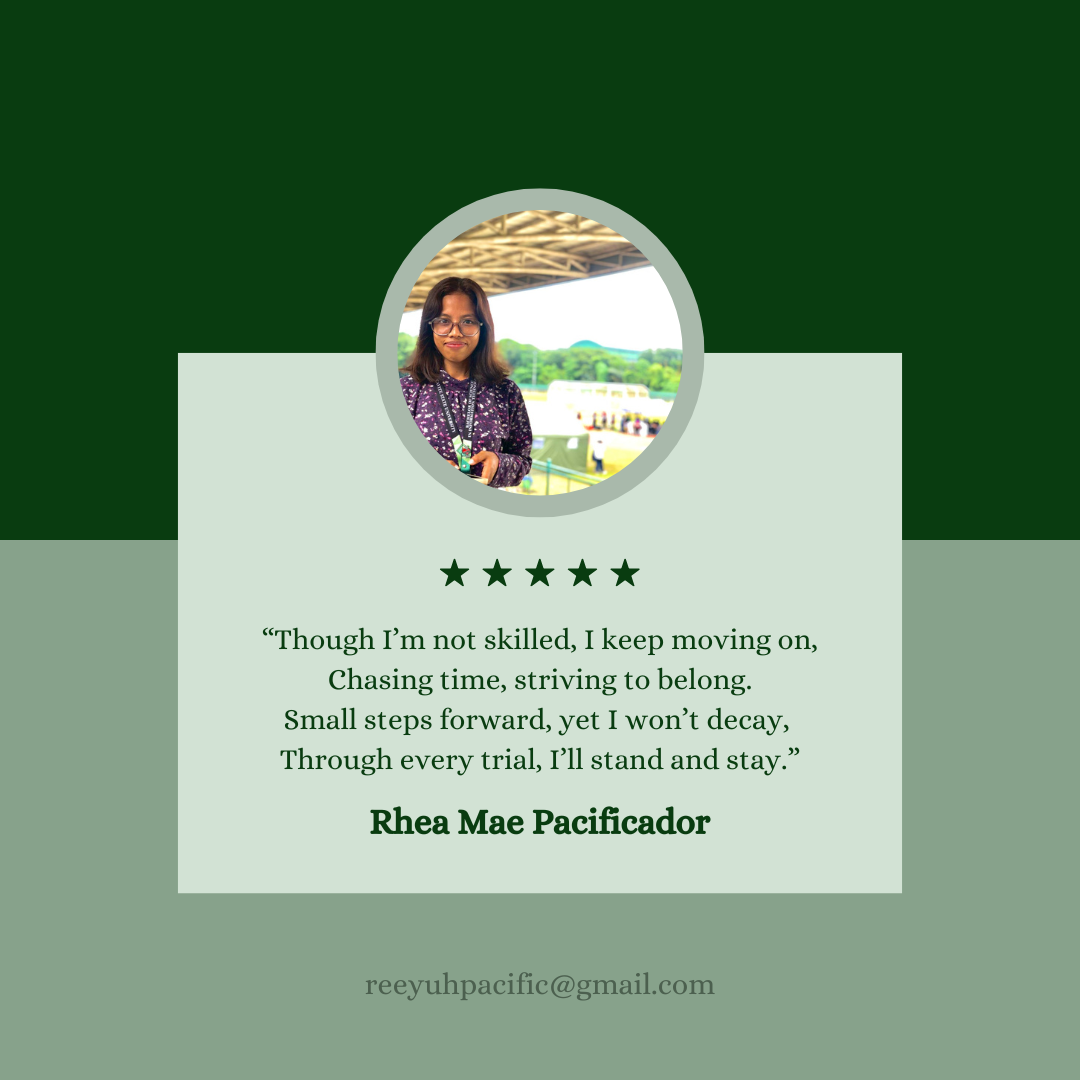 “Though I’m not skilled, I keep moving on,
Chasing time, striving to belong.
Small steps forward, yet I won’t decay,
Through every trial, I’ll stand and stay.”
Rhea Mae Pacificador
reeyuhpacific@gmail.com